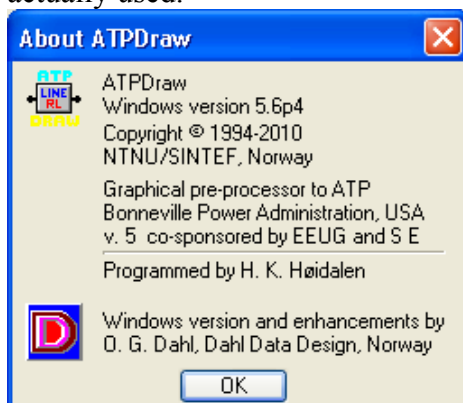 actually used.
About ATPDraw
ATP
LINE
RL
DRAW
ATPDraw
Windows version 5.6p4
Copyright © 1994-2010
NTNU/SINTEF, Norway
Graphical pre-processor to ATP
Bonneville Power Administration, USA
v. 5 co-sponsored by EEUG and S E
Programmed by H. K. Høidalen
D
Windows version and enhancements by
O. G. Dahl, Dahl Data Design, Norway
OK